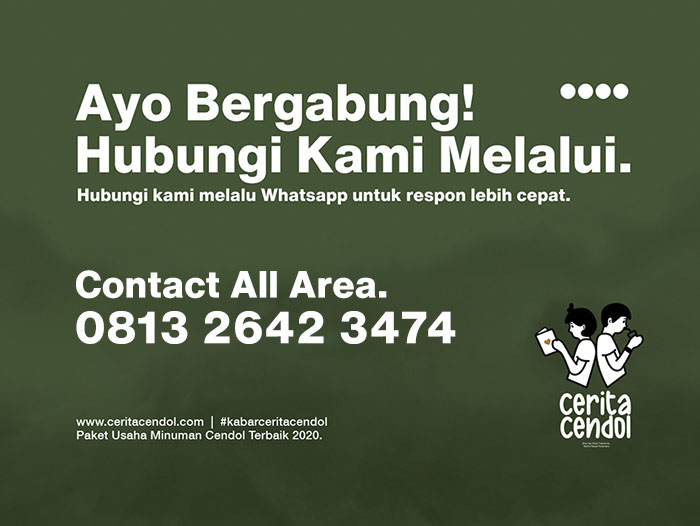 Ayo Bergabung!
Hubungi Kami Melalui.
Hubungi kami melalu Whatsapp untuk respon lebih cepat.
Contact All Area.
0813 2642 3474
www.ceritacendol.com | #kabarceritacendol
Paket Usaha Minuman Cendol Terbaik 2020.
cerita
cendol